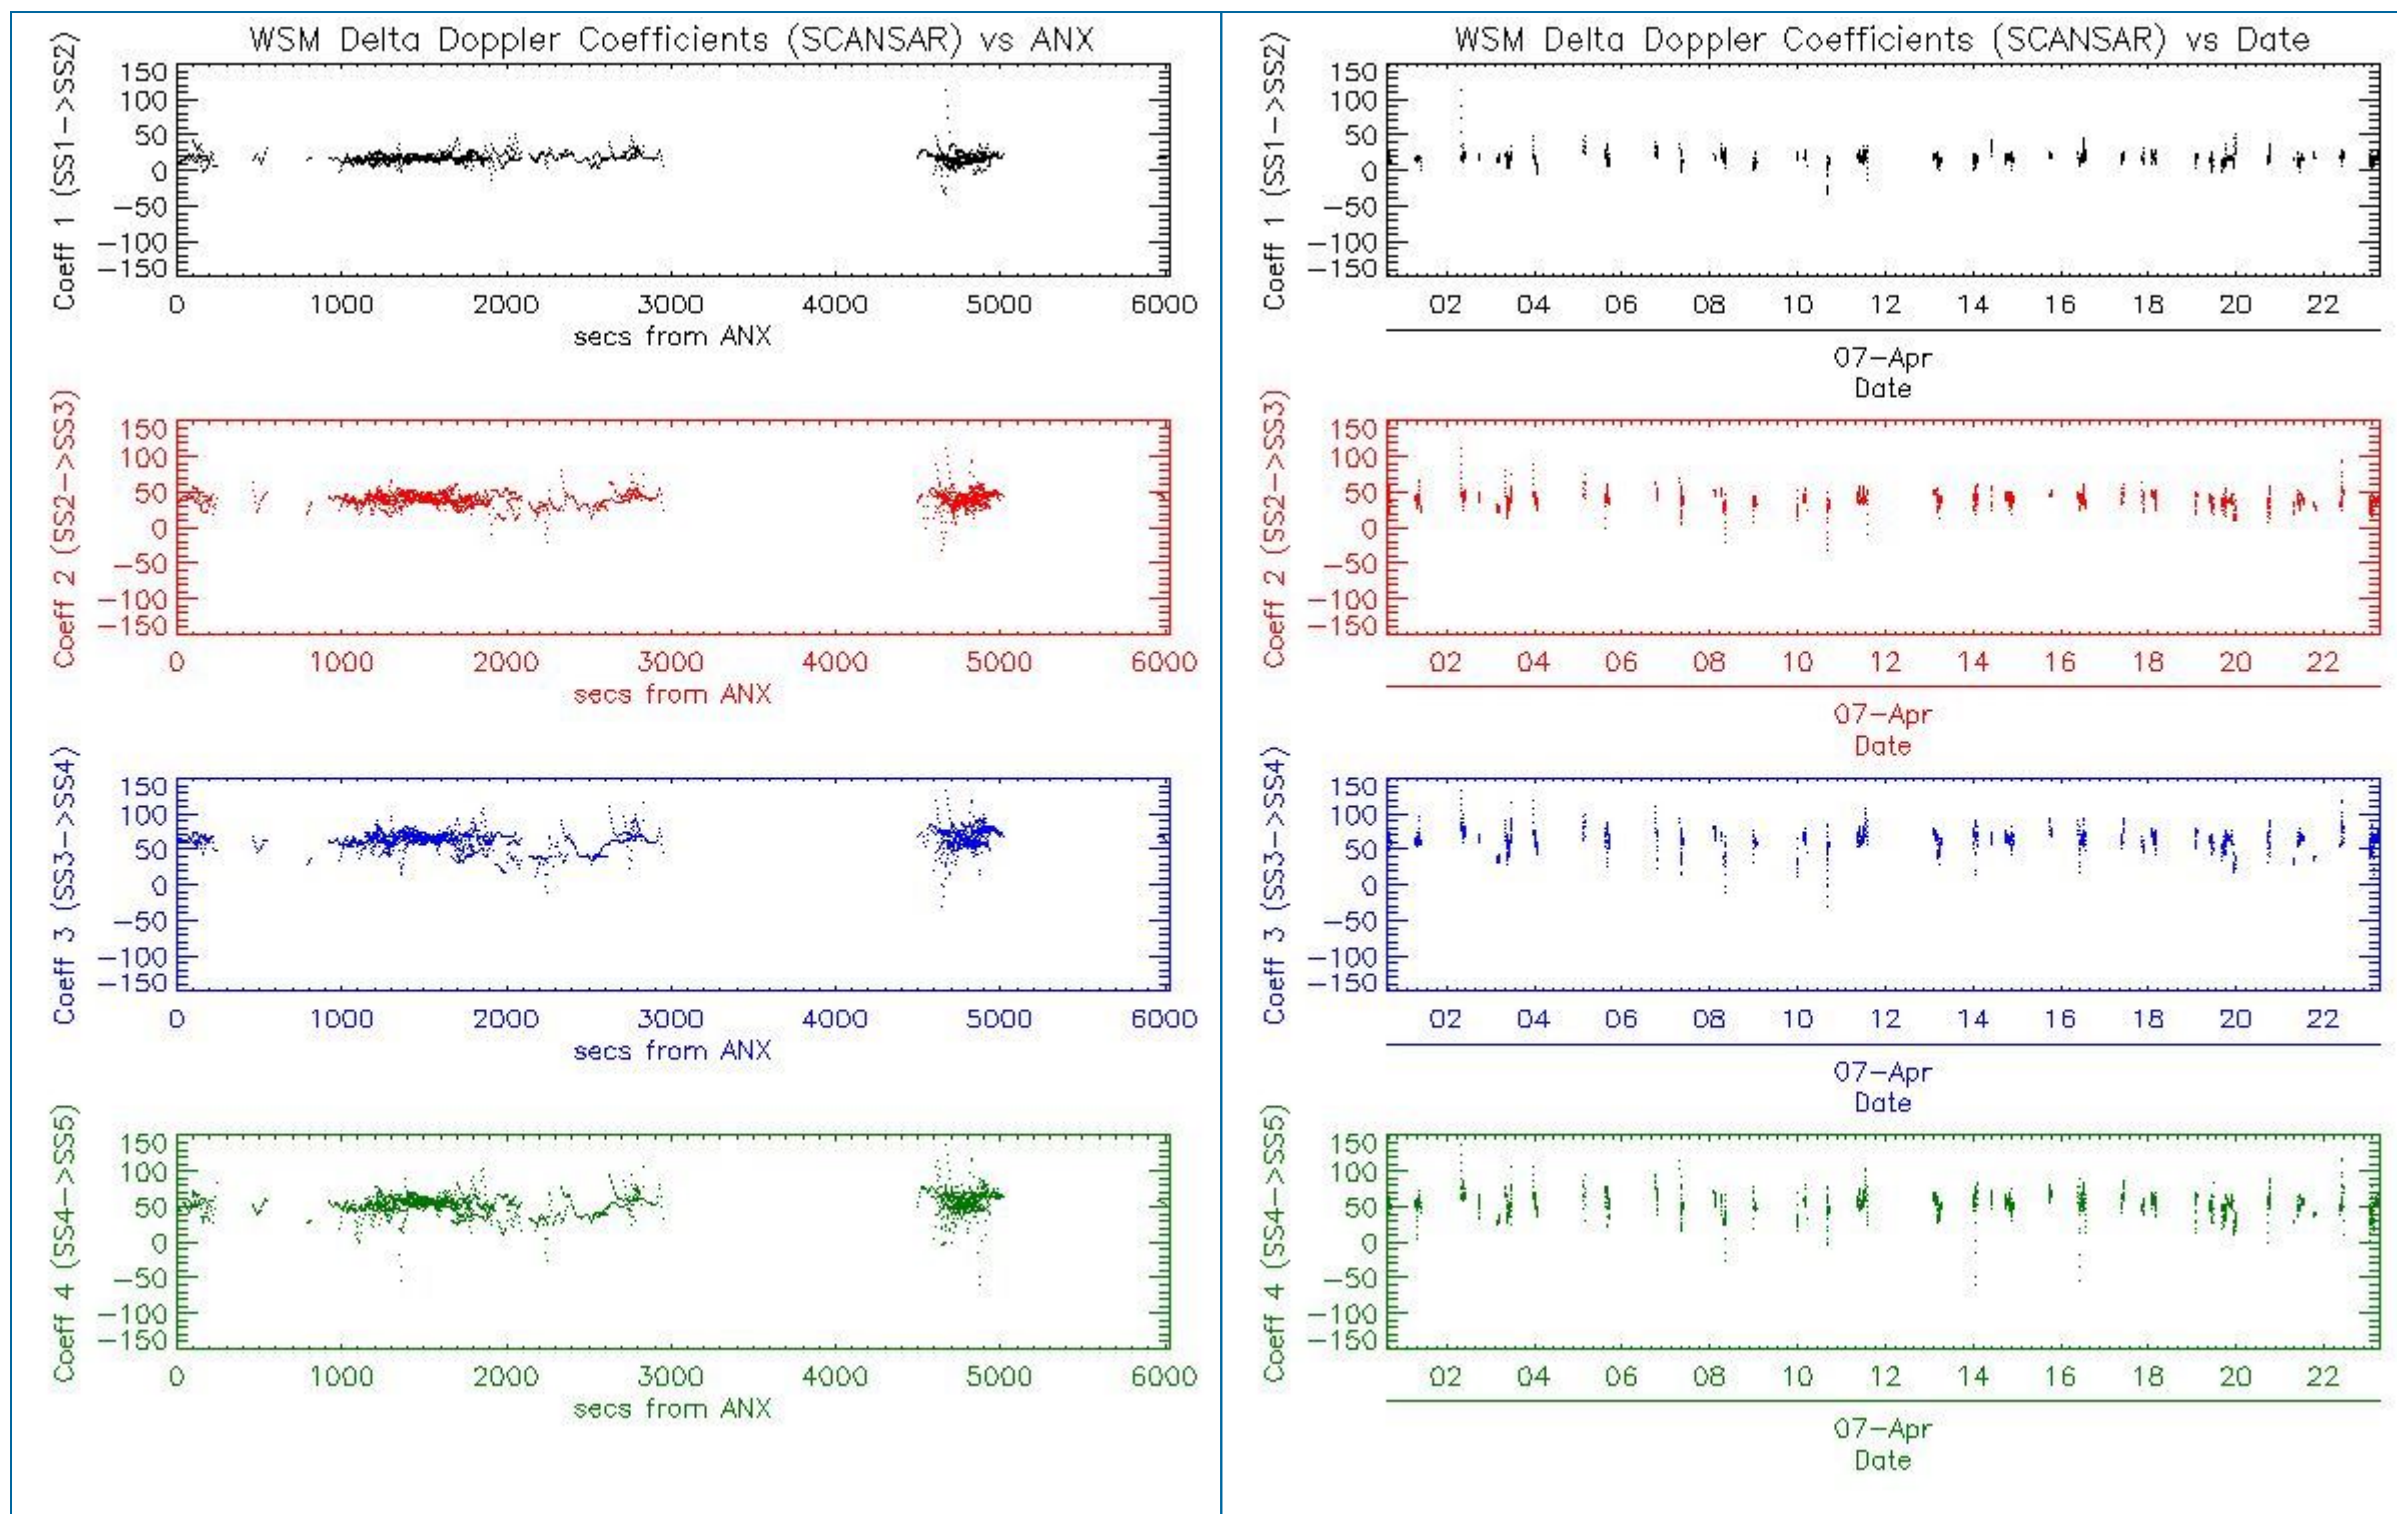 WSM Delta Doppler Coefficients (SCANSAR) vs ANX
Coeff 1 (SS1->SS2)
150
100
50
0
-50
-100
-150
0 1000 2000 3000 4000 5000 6000
secs from ANX
Coeff 2 (SS2->SS3)
150
100
50
0
-50
-100
-150
0 1000 2000 3000 4000 5000 6000
secs from ANX
Coeff 3 (SS3->SS4)
150
100
50
0
-50
-100
-150
0 1000 2000 3000 4000 5000 6000
secs from ANX
Coeff 4 (SS4->SS5)
150
100
50
0
-50
-100
-150
0 1000 2000 3000 4000 5000 6000
secs from ANX
WSM Delta Doppler Coefficients (SCANSAR) vs Date
Coeff 1 (SS1->SS2)
150
100
50
0
-50
-100
-150
02 04 06 08 10 12 14 16 18 20 22
07-Apr
Date
Coeff 2 (SS2->SS3)
150
100
50
0
-50
-100
-150
02 04 06 08 10 12 14 16 18 20 22
07-Apr
Date
Coeff 3 (SS3->SS4)
150
100
50
0
-50
-100
-150
02 04 06 08 10 12 14 16 18 20 22
07-Apr
Date
Coeff 4 (SS4->SS5)
150
100
50
0
-50
-100
-150
02 04 06 08 10 12 14 16 18 20 22
07-Apr
Date